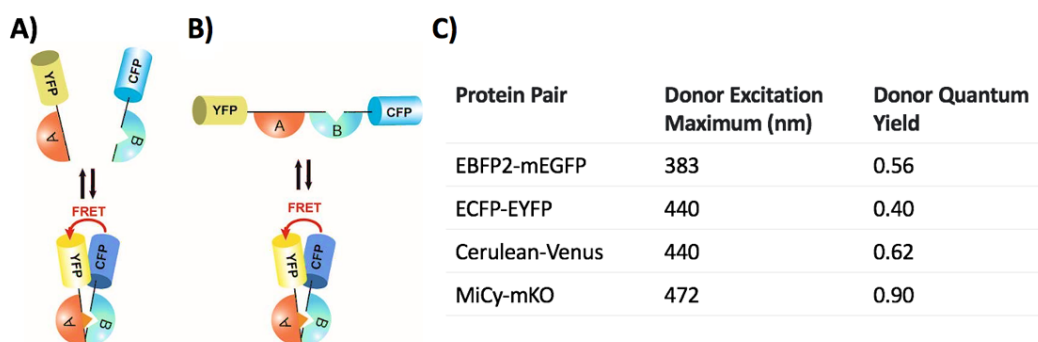 A)
B)
C)
YFP
CFP
A
B
FRET
YFP
CFP
A
B
YFP
A
B
CFP
FRET
YFP
CFP
A
B
Protein Pair Donor Excitation Maximum (nm) Donor Quantum Yield
EBFP2-mEGFP 383 0.56
ECFP-EYFP 440 0.40
Cerulean-Venus 440 0.62
MiCy-mKO 472 0.90